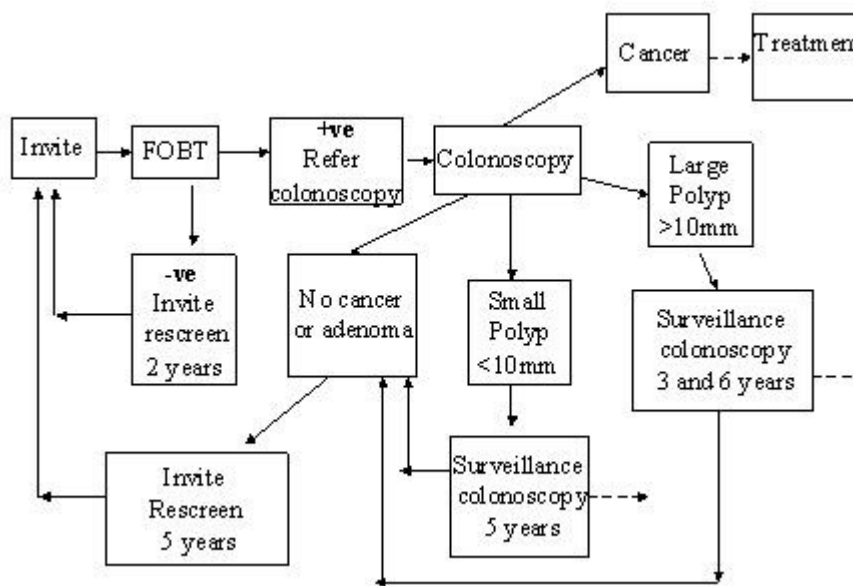 Cancer
Treatmen
Invite
FOBT
+ve
Refer
colonoscopy
Colonoscopy
Large
Polyp
>10mm
-ve
Invite
rescreen
2 years
No cancer
or adenoma
Small
Polyp
<10mm
Surveillance
colonoscopy
3 and 6 years
Invite
Rescreen
5 years
Surveillance
colonoscopy
5 years